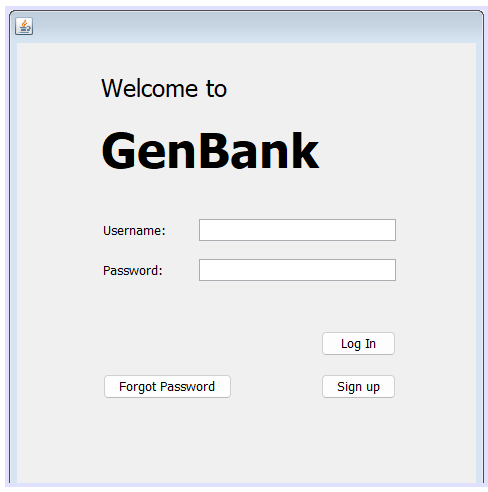 Welcome to
GenBank
Username:
Password:
Log In
Forgot Password
Sign up